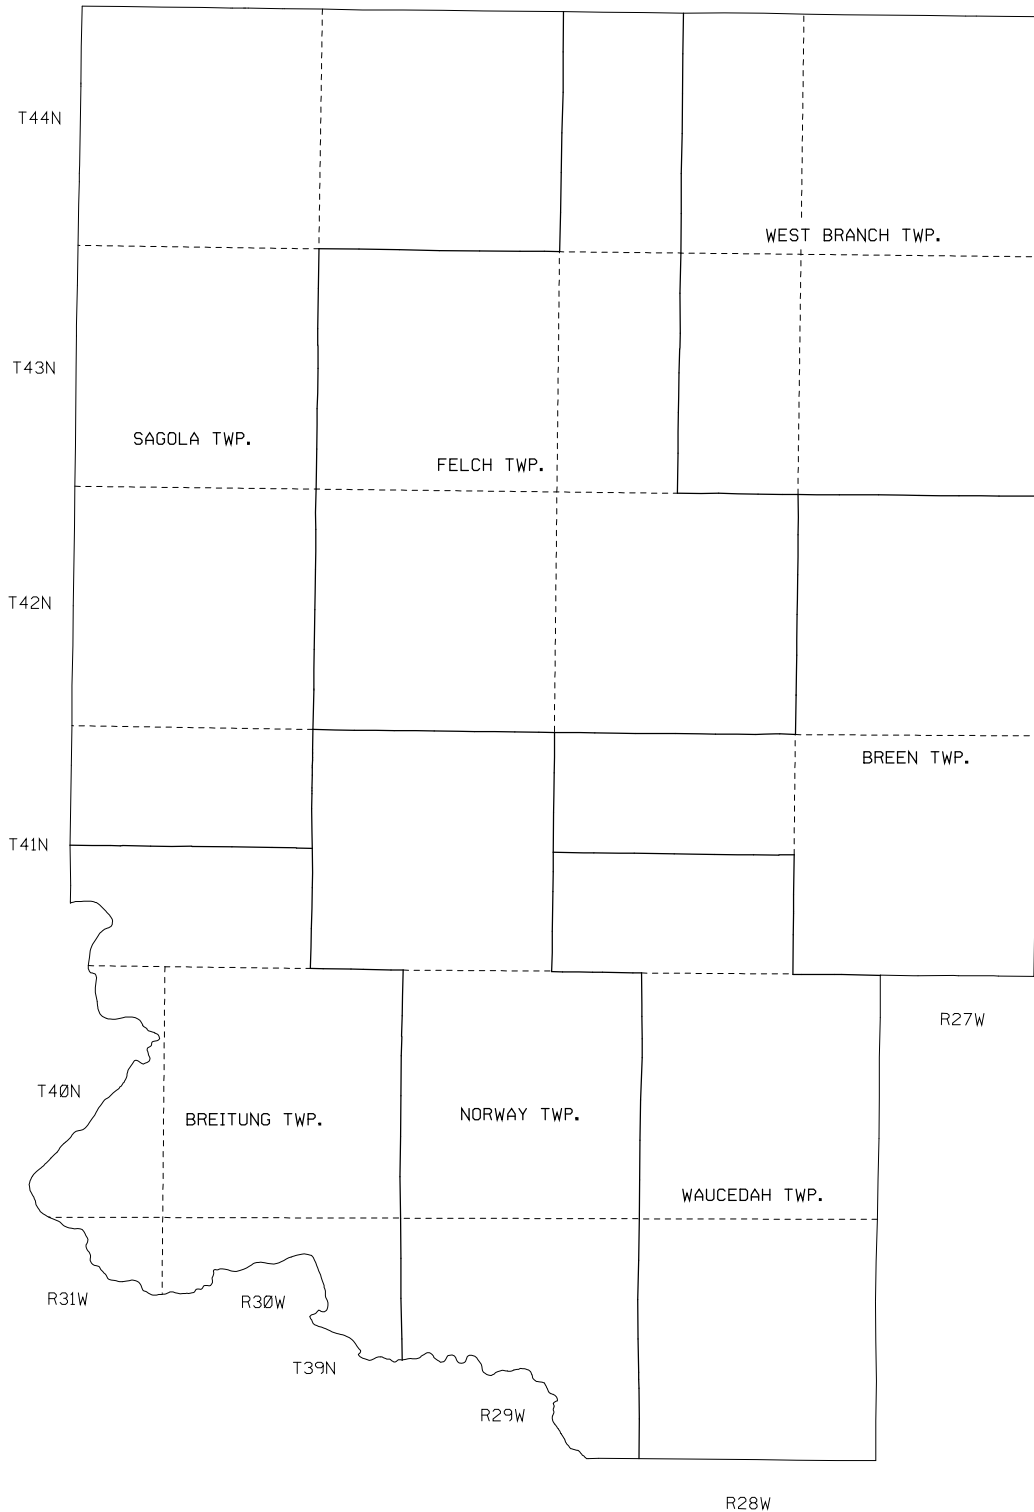 T44N
WEST BRANCH TWP.
T43N
SAGOLA TWP.
FELCH TWP.
T42N
BREEN TWP.
T41N
R27W
T40N
BREITUNG TWP.
NORWAY TWP.
WAUCEDAH TWP.
R31W
R30W
T39N
R29W
R28W